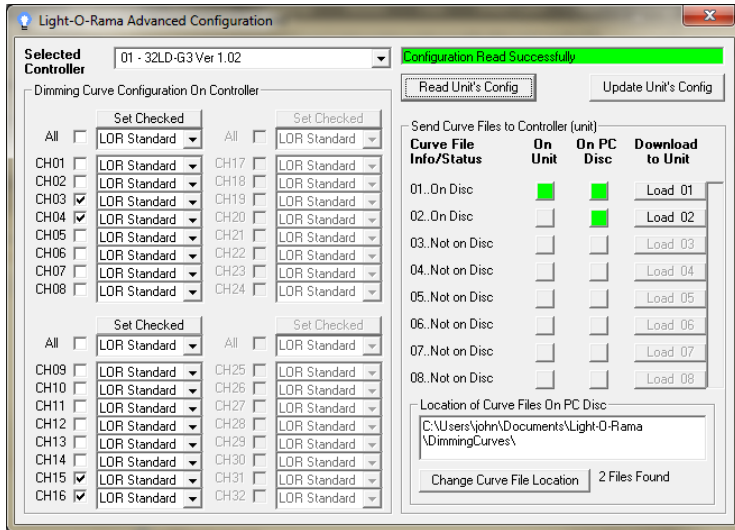 Light-O-Rama Advanced Configuration
Selected Controller
01 - 32LD-G3 Ver 1.02
Configuration Read Successfully
Read Unit's Config
Update Unit's Config
Dimming Curve Configuration On Controller
Set Checked
All LOR Standard
CH01 LOR Standard
CH02 LOR Standard
CH03 LOR Standard
CH04 LOR Standard
CH05 LOR Standard
CH06 LOR Standard
CH07 LOR Standard
CH08 LOR Standard
Set Checked
All LOR Standard
CH17 LOR Standard
CH18 LOR Standard
CH19 LOR Standard
CH20 LOR Standard
CH21 LOR Standard
CH22 LOR Standard
CH23 LOR Standard
CH24 LOR Standard
Set Checked
All LOR Standard
CH09 LOR Standard
CH10 LOR Standard
CH11 LOR Standard
CH12 LOR Standard
CH13 LOR Standard
CH14 LOR Standard
CH15 LOR Standard
CH16 LOR Standard
Set Checked
All LOR Standard
CH25 LOR Standard
CH26 LOR Standard
CH27 LOR Standard
CH28 LOR Standard
CH29 LOR Standard
CH30 LOR Standard
CH31 LOR Standard
CH32 LOR Standard
Send Curve Files to Controller (unit)
Curve File On On PC Download
Info/Status Unit Disc to Unit
01..On Disc Load 01
02..On Disc Load 02
03..Not on Disc Load 03
04..Not on Disc Load 04
05..Not on Disc Load 05
06..Not on Disc Load 06
07..Not on Disc Load 07
08..Not on Disc Load 08
Location of Curve Files On PC Disc
C:\Users\john\Documents\Light-O-Rama
\DimmingCurves\
Change Curve File Location
2 Files Found